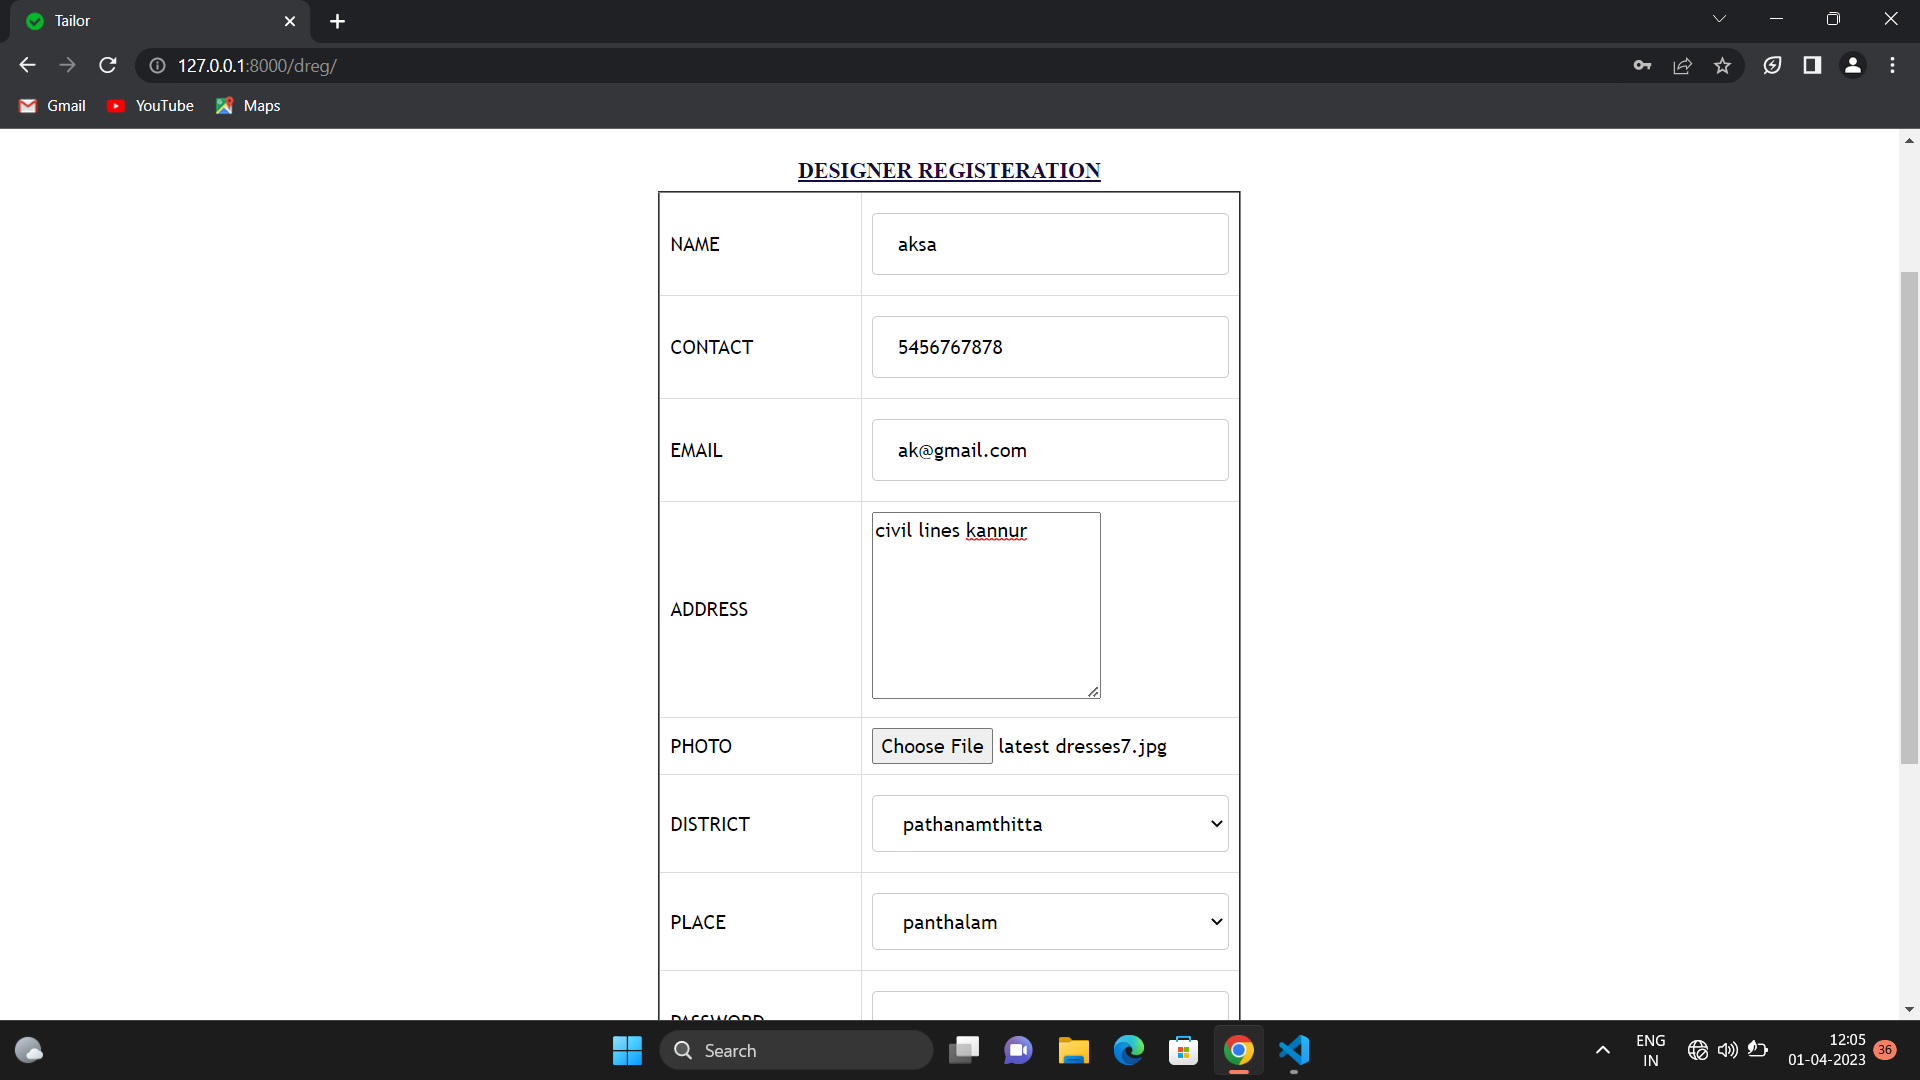 Tailor
127.0.0.1:8000/dreg/
Gmail YouTube Maps
DESIGNER REGISTERATION
NAME aksa
CONTACT 5456767878
EMAIL ak@gmail.com
ADDRESS civil lines kannur
PHOTO Choose File latest dresses7.jpg
DISTRICT pathanamthitta
PLACE panthalam
PASSWORD
Search
ENG
IN
12:05
01-04-2023
36